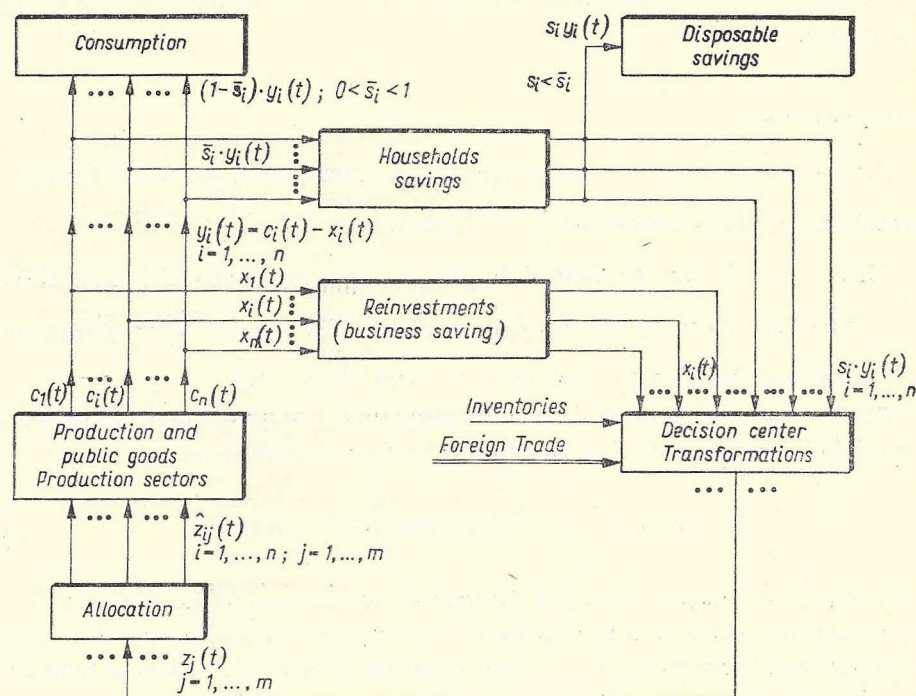 Consumption
s_i y_i(t)
Disposable
savings
(1-s̄_i)·y_i(t) ; 0<s̄_i<1
s_i<s̄_i
s̄_i·y_i(t)
Households
savings
y_i(t)=c_i(t)-x_i(t)
i=1,...,n
x_1(t)
x_i(t)
x_n(t)
Reinvestments
(business saving)
c_1(t)
c_i(t)
c_n(t)
x_i(t)
s_i·y_i(t)
i=1,...,n
Inventories
Foreign Trade
Production and
public goods
Production sectors
Decision center
Transformations
ẑ_ij(t)
i=1,...,n ; j=1,...,m
Allocation
z_j(t)
j=1,...,m